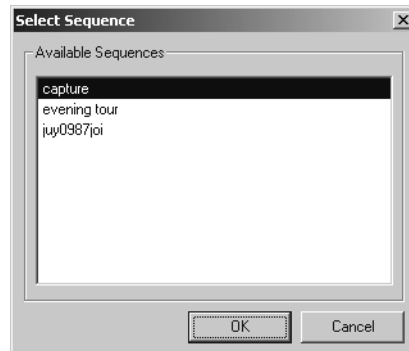 Select Sequence
Available Sequences
capture
evening tour
juy0987joi
OK
Cancel